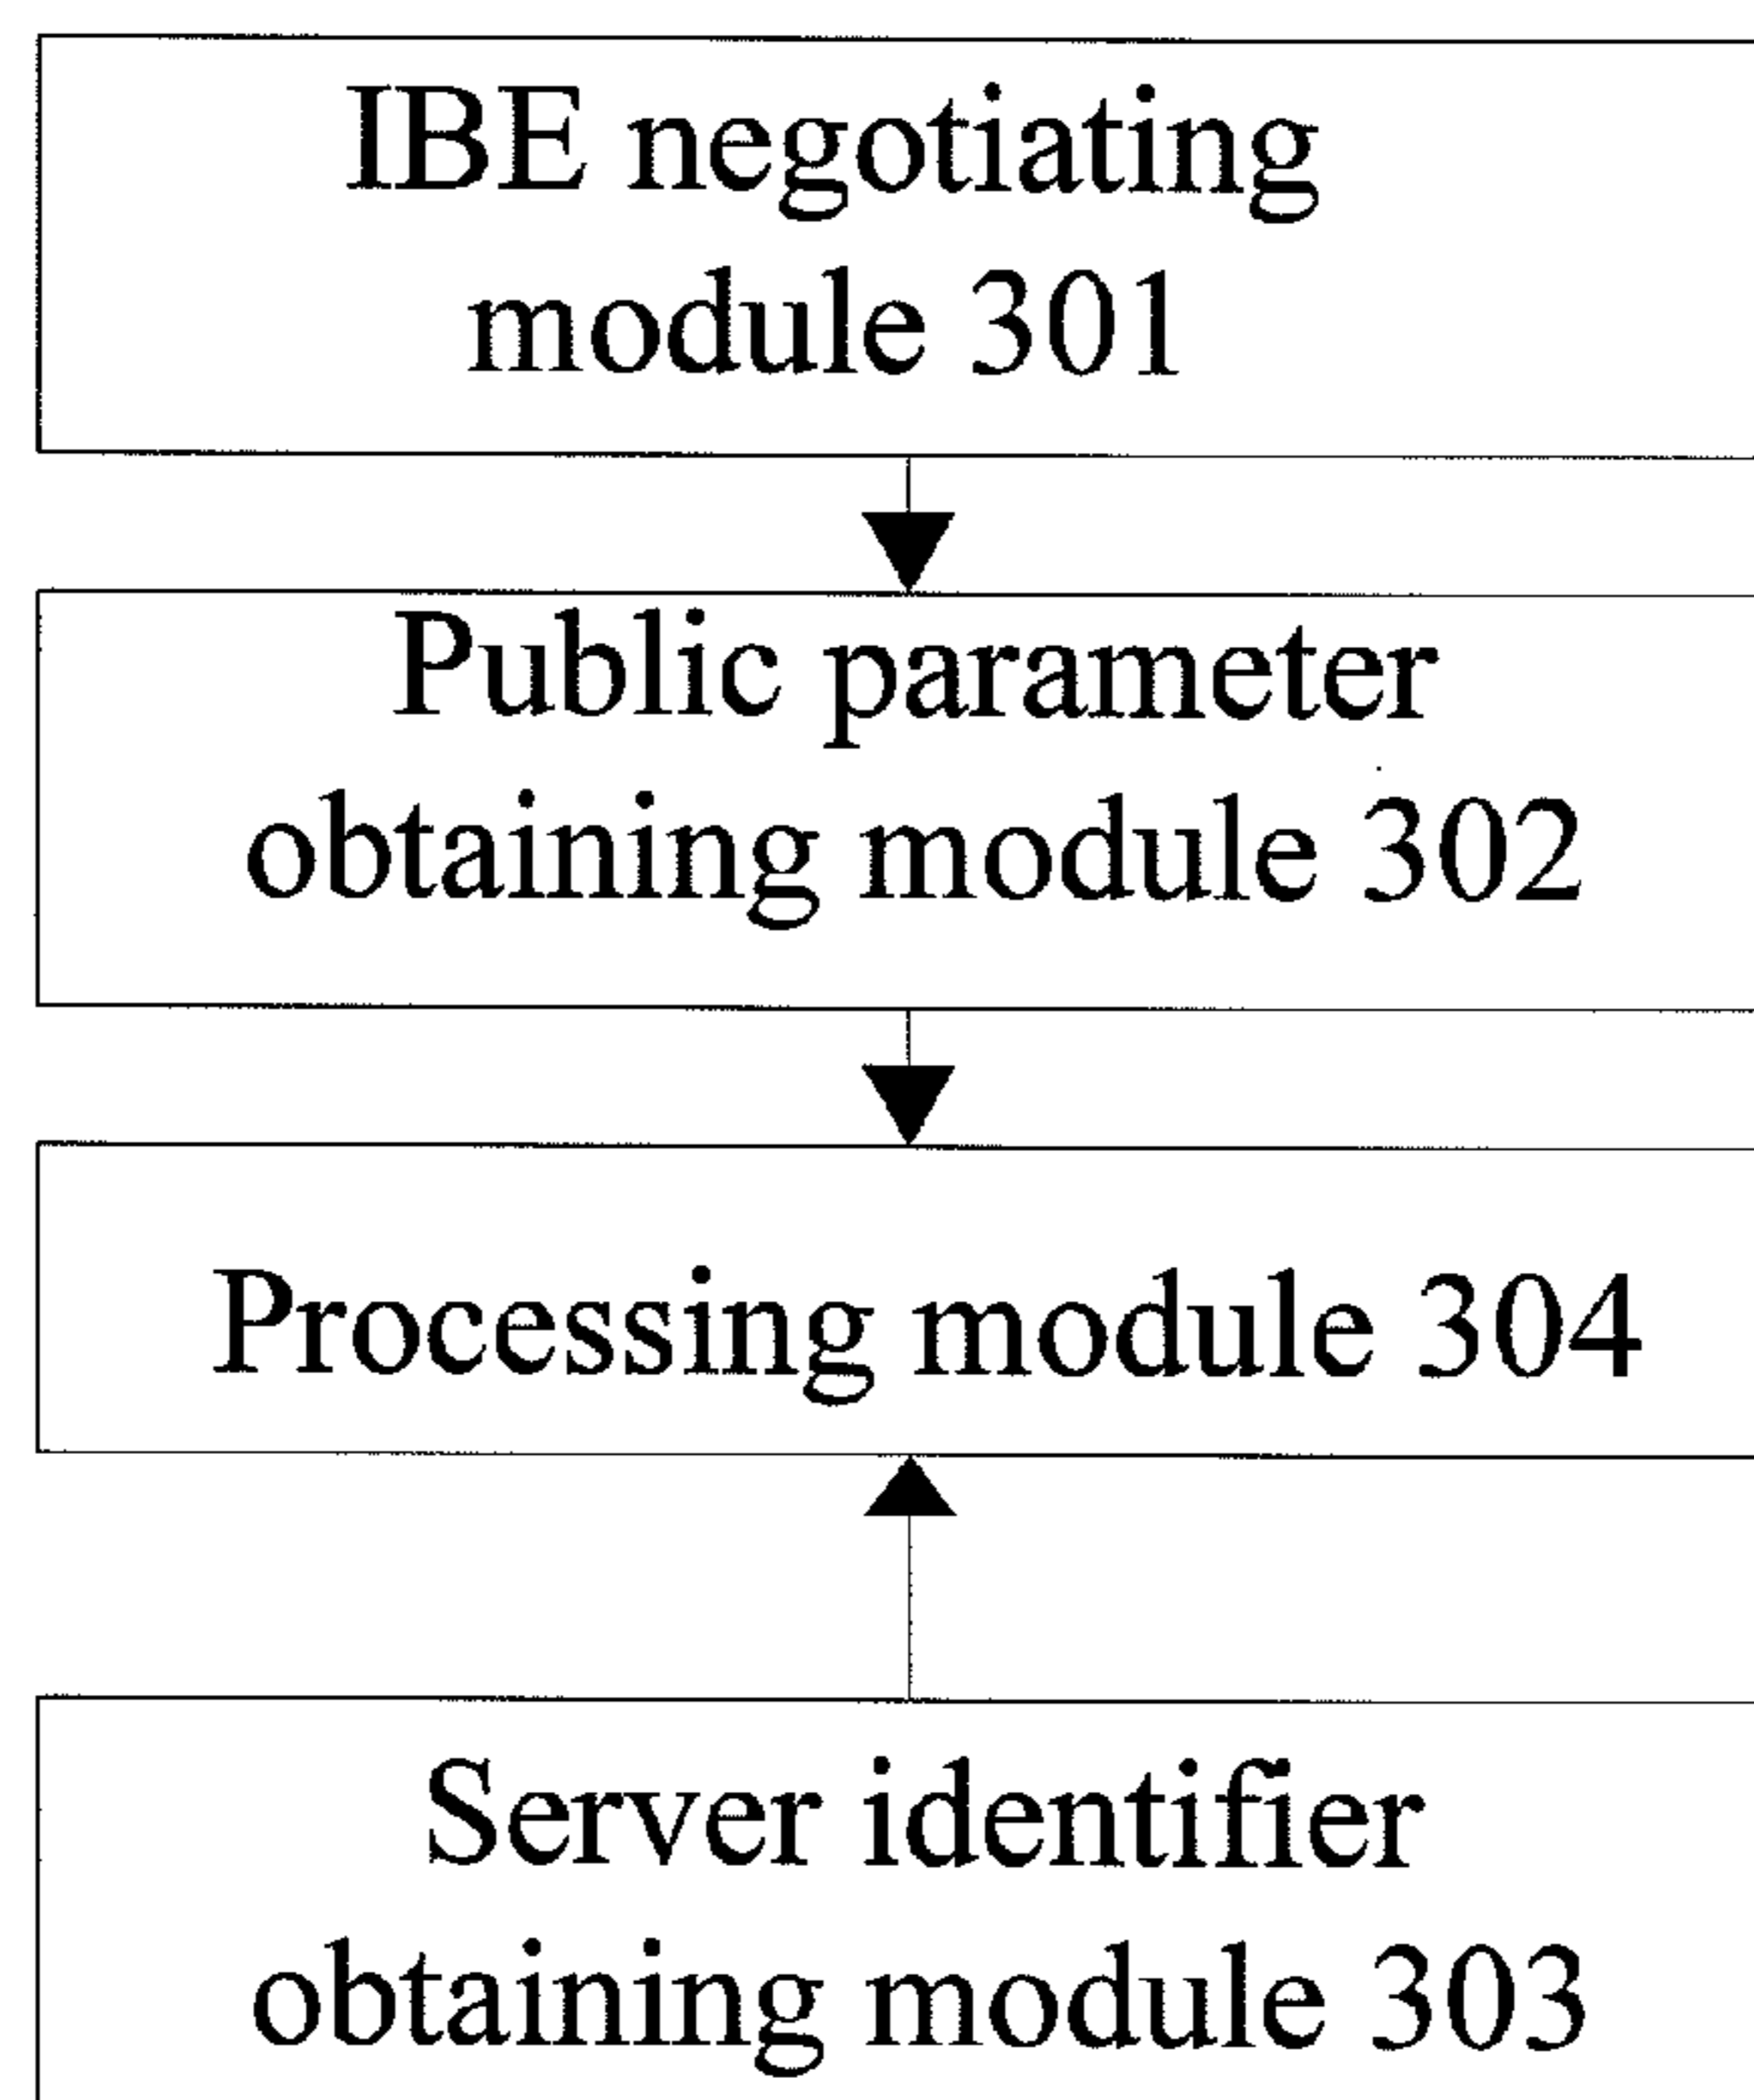 IBE negotiating
module 301
Public parameter
obtaining module 302
Processing module 304
Server identifier
obtaining module 303